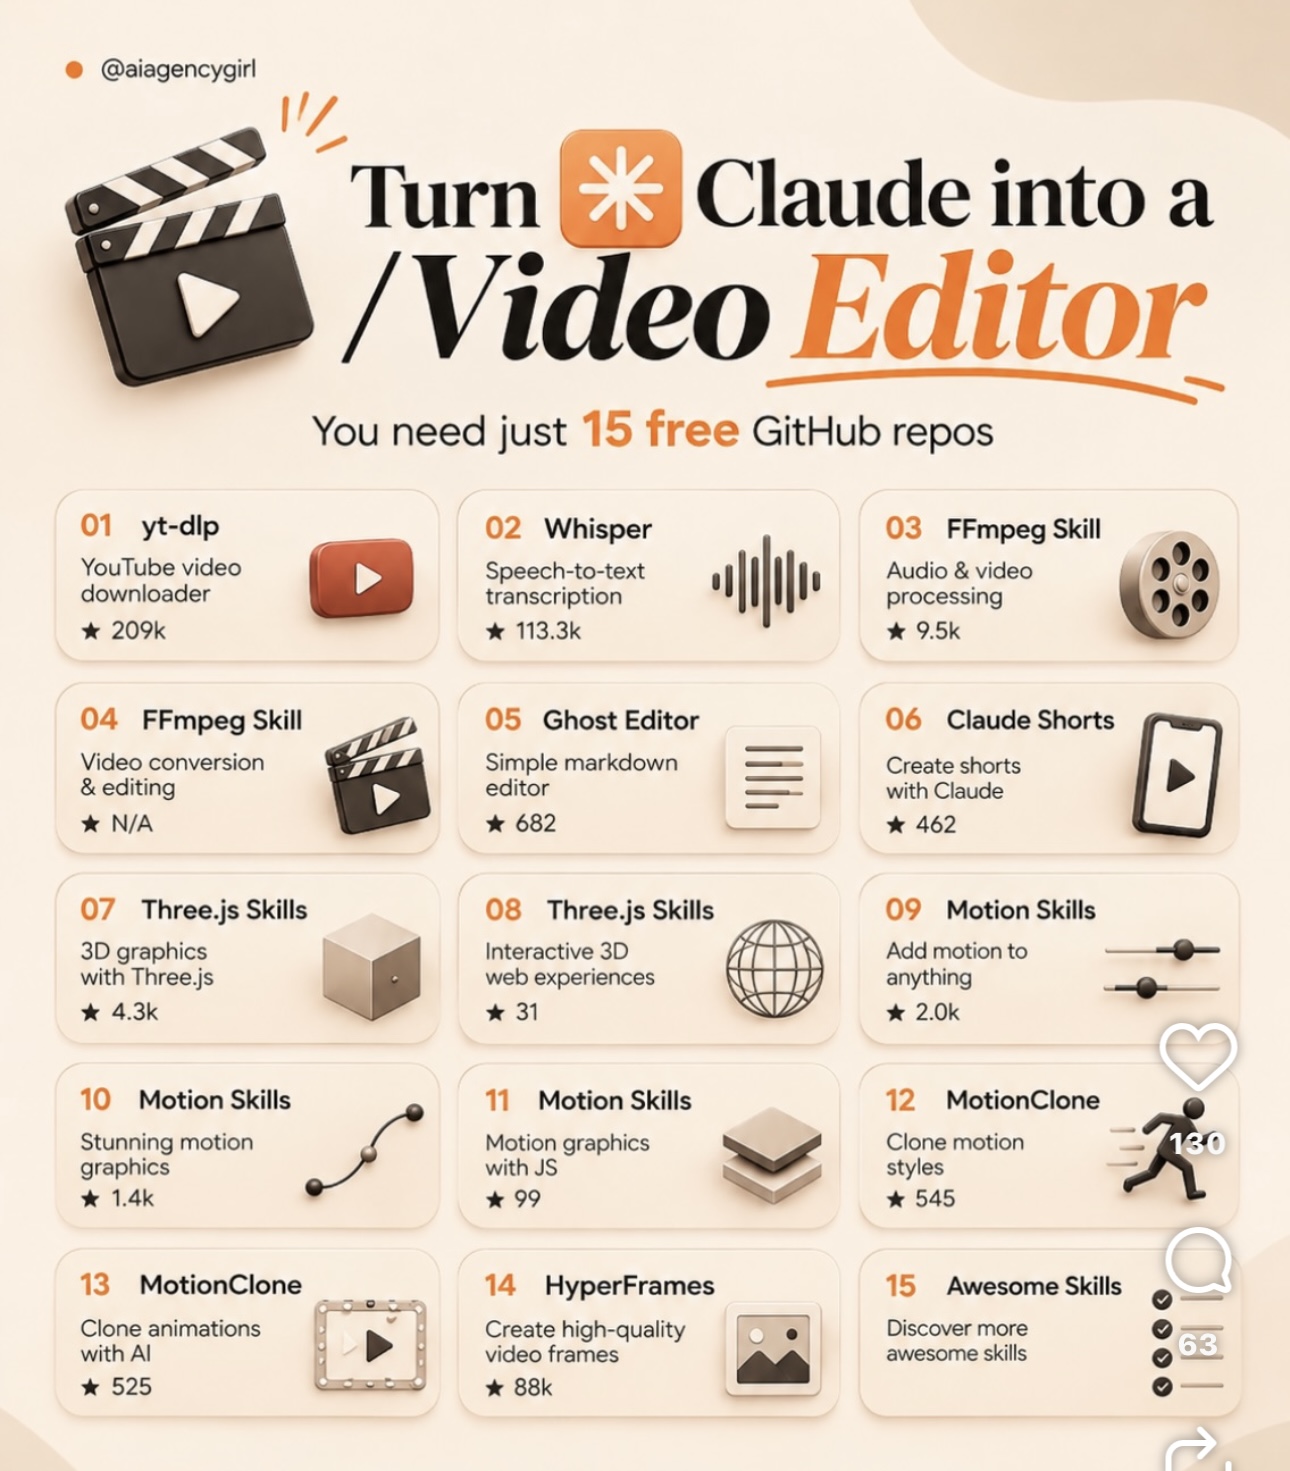 @aiagencygirl
Turn Claude into a
/Video Editor
You need just 15 free GitHub repos
01 yt-dlp
YouTube video
downloader
★ 209k
02 Whisper
Speech-to-text
transcription
★ 113.3k
03 FFmpeg Skill
Audio & video
processing
★ 9.5k
04 FFmpeg Skill
Video conversion
& editing
★ N/A
05 Ghost Editor
Simple markdown
editor
★ 682
06 Claude Shorts
Create shorts
with Claude
★ 462
07 Three.js Skills
3D graphics
with Three.js
★ 4.3k
08 Three.js Skills
Interactive 3D
web experiences
★ 31
09 Motion Skills
Add motion to
anything
★ 2.0k
10 Motion Skills
Stunning motion
graphics
★ 1.4k
11 Motion Skills
Motion graphics
with JS
★ 99
12 MotionClone
Clone motion
styles
★ 545
130
13 MotionClone
Clone animations
with AI
★ 525
14 HyperFrames
Create high-quality
video frames
★ 88k
15 Awesome Skills
Discover more
awesome skills
63